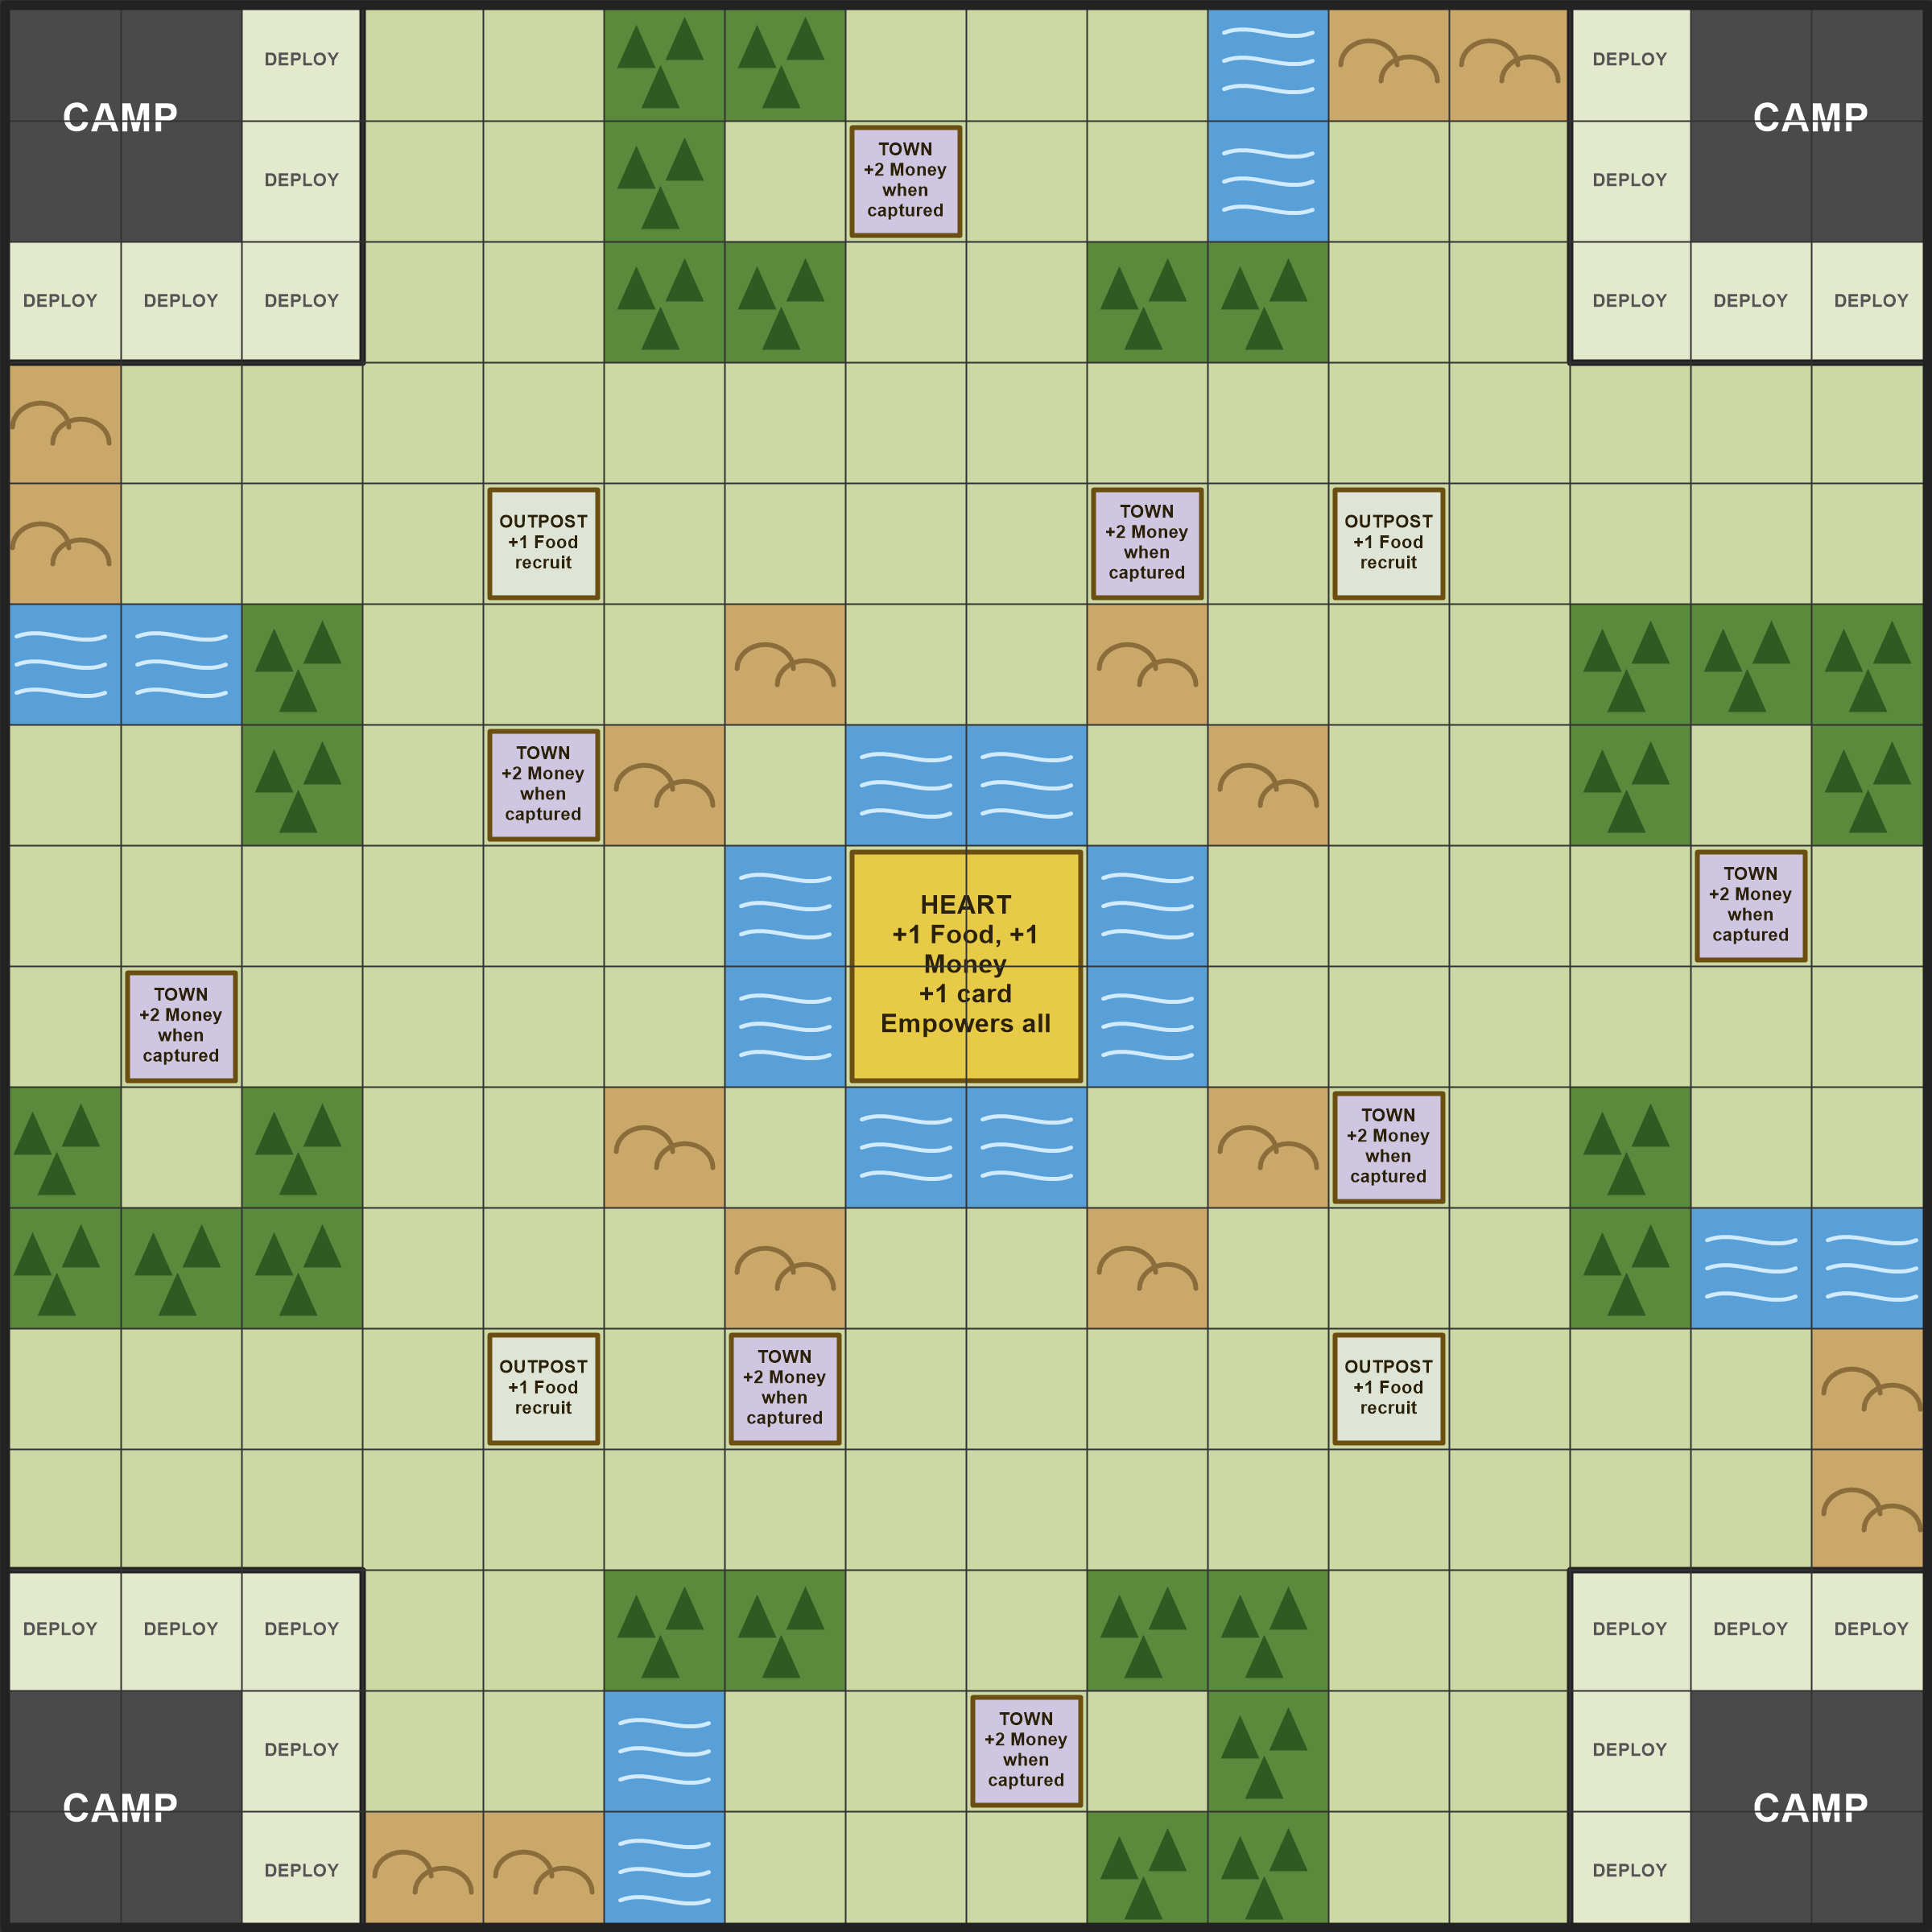 DEPLOY
DEPLOY
CAMP
CAMP
DEPLOY
TOWN
+2 Money
when
captured
DEPLOY
DEPLOY
DEPLOY
DEPLOY
DEPLOY
DEPLOY
DEPLOY
OUTPOST
+1 Food
recruit
TOWN
+2 Money
when
captured
OUTPOST
+1 Food
recruit
TOWN
+2 Money
when
captured
HEART
+1 Food, +1
Money
+1 card
Empowers all
TOWN
+2 Money
when
captured
TOWN
+2 Money
when
captured
TOWN
+2 Money
when
captured
OUTPOST
+1 Food
recruit
TOWN
+2 Money
when
captured
OUTPOST
+1 Food
recruit
DEPLOY
DEPLOY
DEPLOY
DEPLOY
DEPLOY
DEPLOY
DEPLOY
TOWN
+2 Money
when
captured
DEPLOY
CAMP
CAMP
DEPLOY
DEPLOY